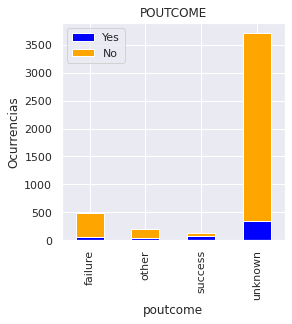 POUTCOME
Yes
No
3500
3000
2500
2000
1500
1000
500
0
Ocurrencias
failure
other
success
unknown
poutcome